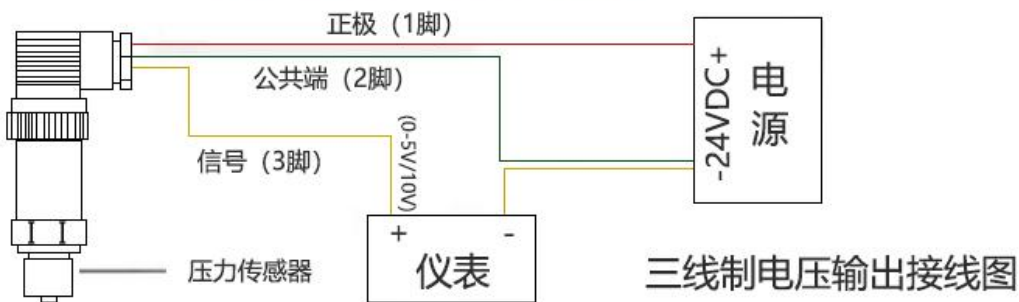 正极（1脚）
公共端（2脚）
信号（3脚）
(0-5V/10V)
-24VDC+
电源
+ -
仪表
压力传感器
三线制电压输出接线图